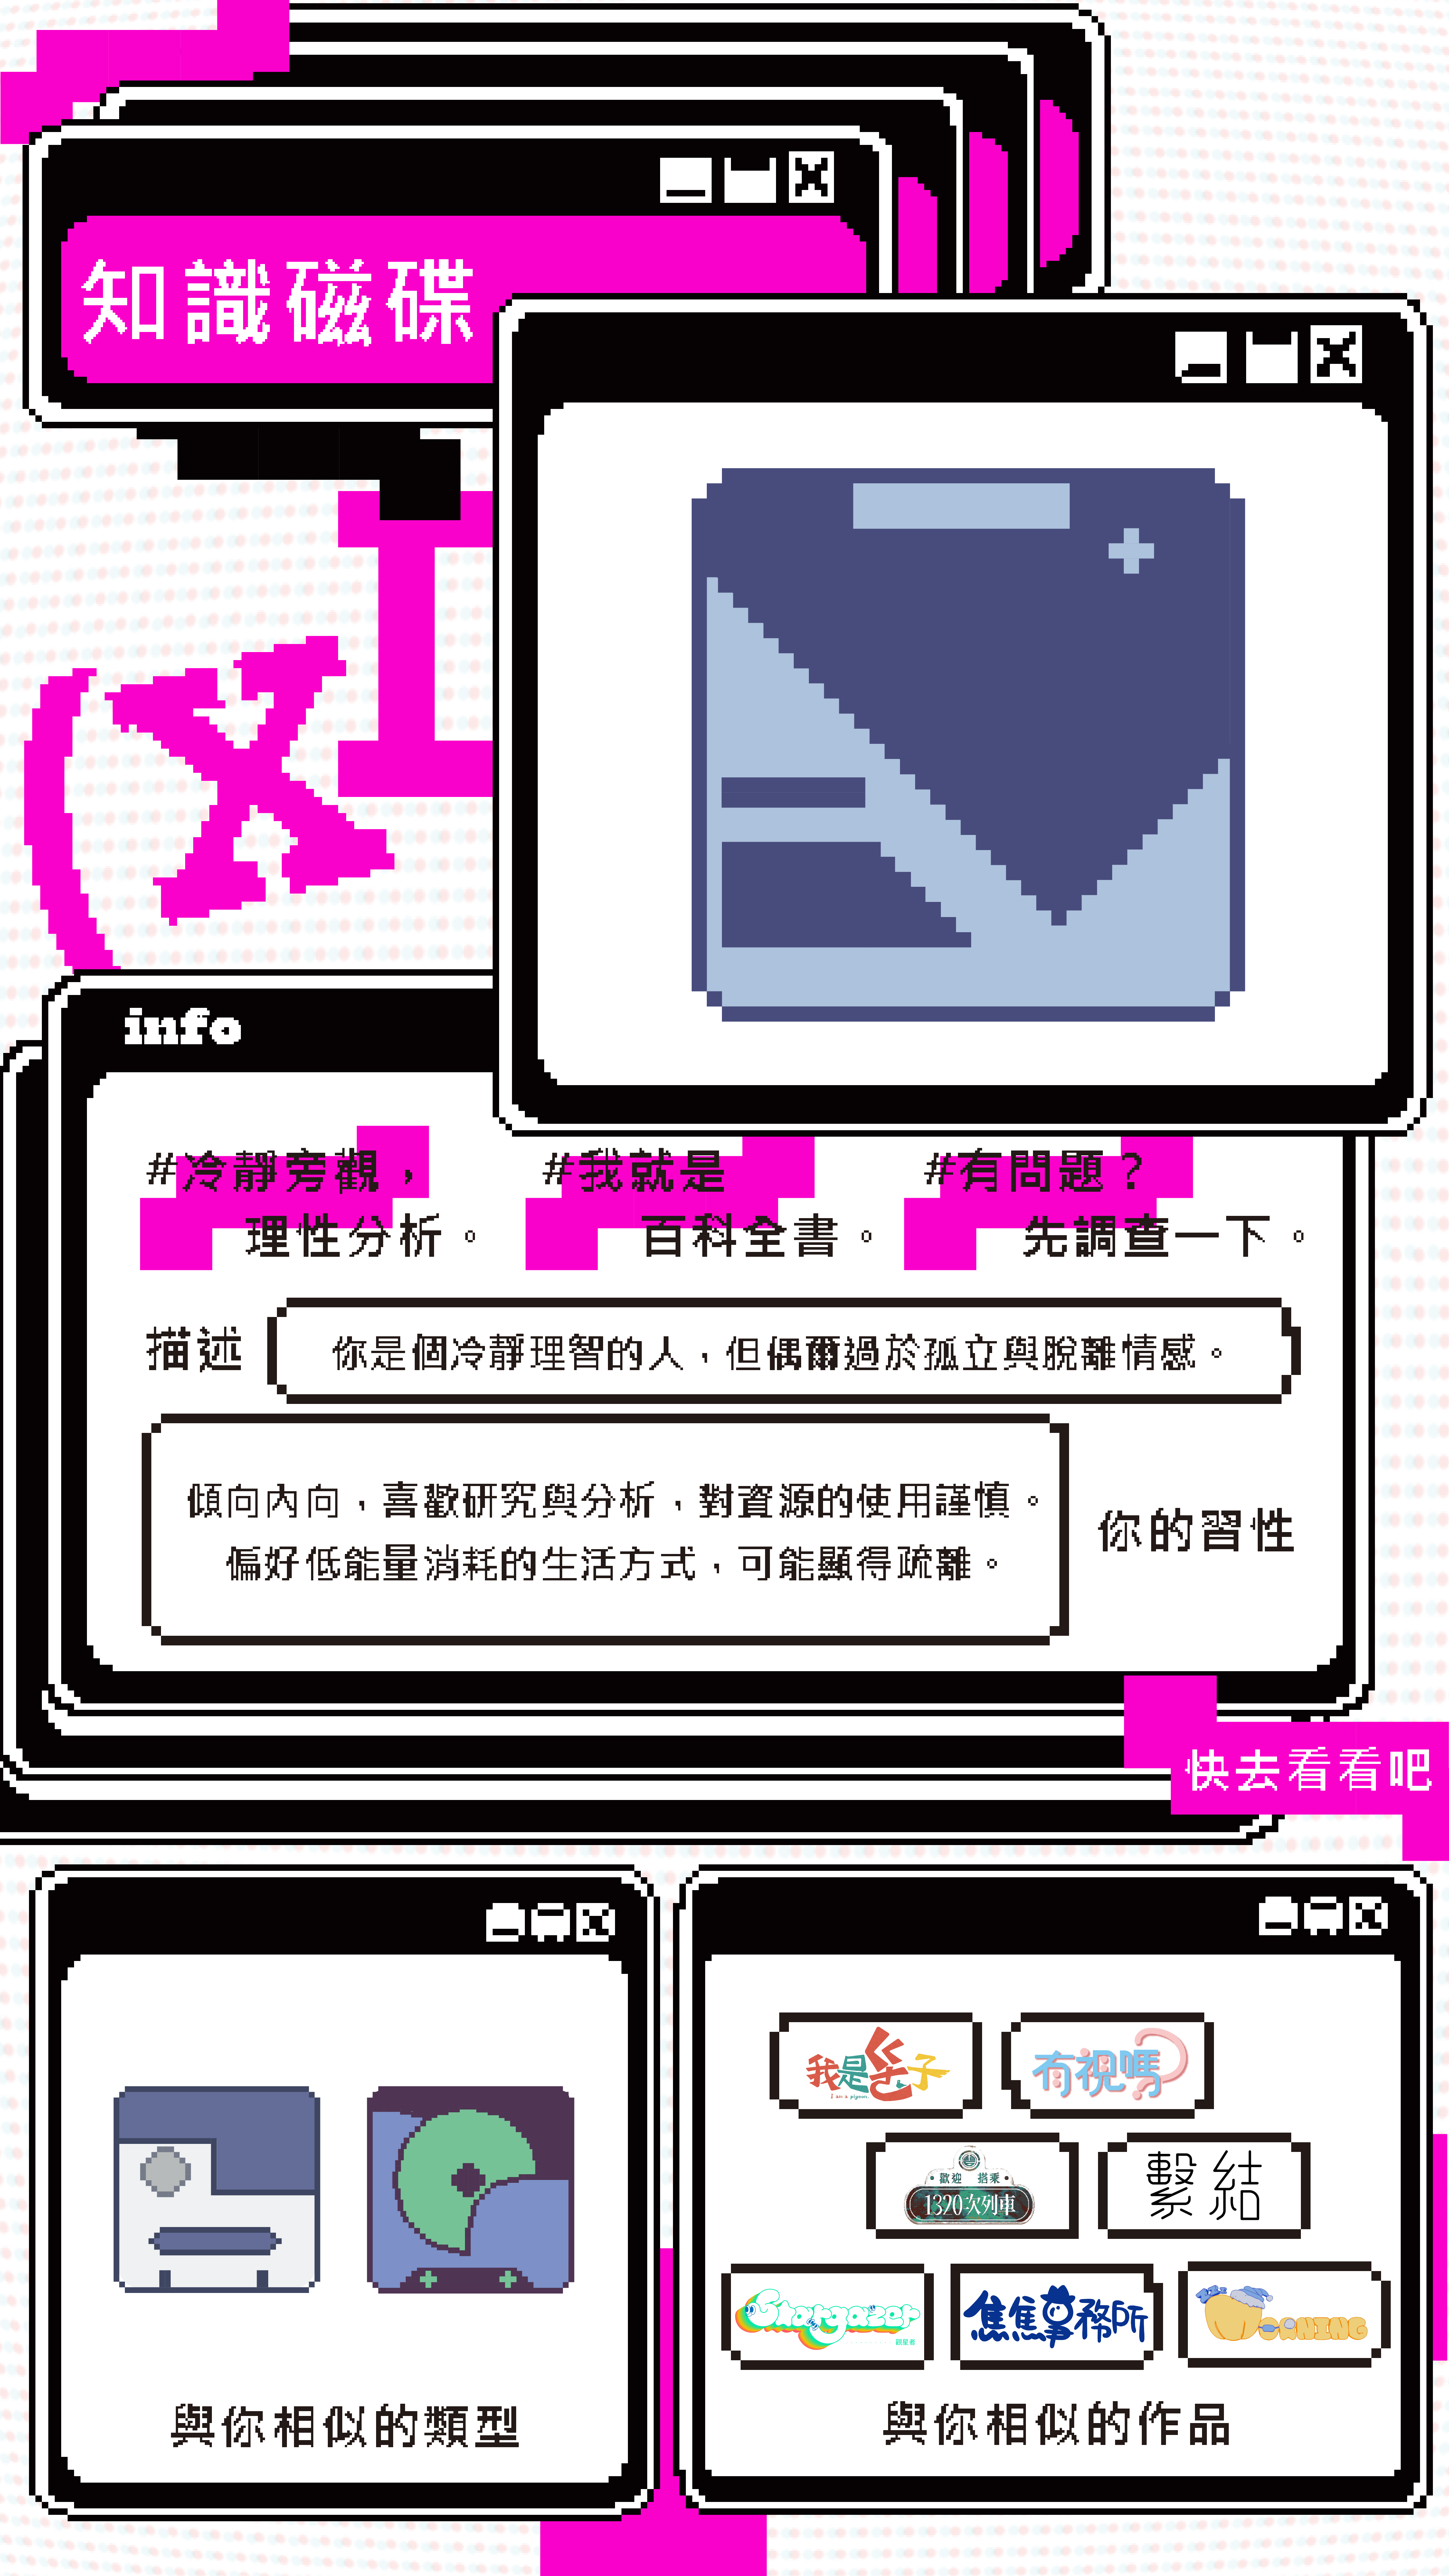 知識磁碟
info
#冷靜旁觀，
理性分析。
#我就是
百科全書。
#有問題？
先調查一下。
描述
你是個冷靜理智的人，但偶爾過於孤立與脫離情感。
傾向內向，喜歡研究與分析，對資源的使用謹慎。
偏好低能量消耗的生活方式，可能顯得疏離。
你的習性
快去看看吧
我是 子
I am a pigeon.
有視嗎?
歡迎 搭乘
1320次列車
繫結
Stargazer
觀星者
焦焦事務所
與你相似的類型
與你相似的作品